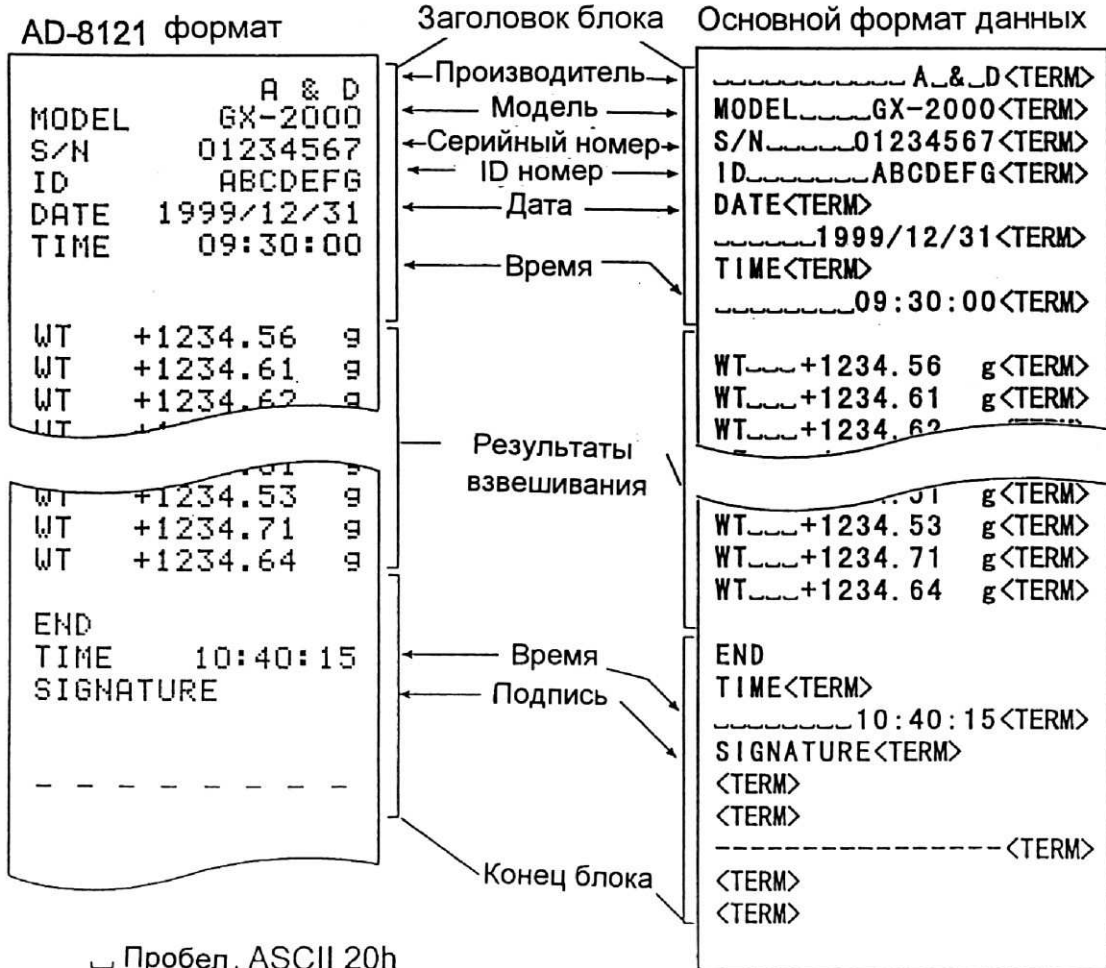 AD-8121 формат
A & D
MODEL GX-2000
S/N 01234567
ID ABCDEFG
DATE 1999/12/31
TIME 09:30:00
WT +1234.56 g
WT +1234.61 g
WT +1234.62 g
WT +1234.53 g
WT +1234.71 g
WT +1234.64 g
END
TIME 10:40:15
SIGNATURE
_ _ _ _ _ _ _ _ _
Заголовок блока
Производитель
Модель
Серийный номер
ID номер
Дата
Время
Результаты
взвешивания
Время
Подпись
Конец блока
Основной формат данных
␣␣␣␣␣␣␣␣␣␣␣A␣&␣D<TERM>
MODEL␣␣␣␣GX-2000<TERM>
S/N␣␣␣␣␣01234567<TERM>
ID␣␣␣␣␣␣␣ABCDEFG<TERM>
DATE<TERM>
␣␣␣␣␣␣1999/12/31<TERM>
TIME<TERM>
␣␣␣␣␣␣␣␣09:30:00<TERM>
WT␣␣␣+1234.56 g<TERM>
WT␣␣␣+1234.61 g<TERM>
WT␣␣␣+1234.62
g<TERM>
WT␣␣␣+1234.53 g<TERM>
WT␣␣␣+1234.71 g<TERM>
WT␣␣␣+1234.64 g<TERM>
END
TIME<TERM>
␣␣␣␣␣␣␣␣10:40:15<TERM>
SIGNATURE<TERM>
<TERM>
<TERM>
-----------------<TERM>
<TERM>
<TERM>
␣ Пробел, ASCII 20h